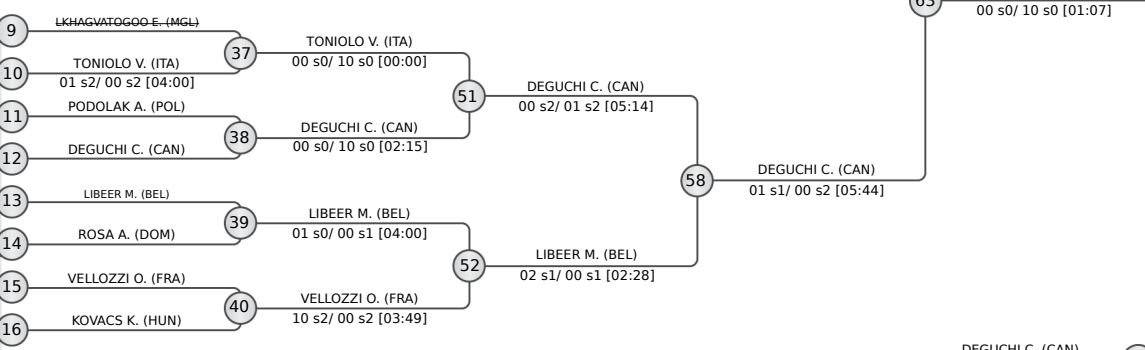 63
00 s0/ 10 s0 [01:07]
9
LKHAGVATOGOO E. (MGL)
37
TONIOLO V. (ITA)
00 s0/ 10 s0 [00:00]
10
TONIOLO V. (ITA)
01 s2/ 00 s2 [04:00]
51
DEGUCHI C. (CAN)
00 s2/ 01 s2 [05:14]
11
PODOLAK A. (POL)
38
DEGUCHI C. (CAN)
00 s0/ 10 s0 [02:15]
12
DEGUCHI C. (CAN)
58
DEGUCHI C. (CAN)
01 s1/ 00 s2 [05:44]
13
LIBEER M. (BEL)
39
LIBEER M. (BEL)
01 s0/ 00 s1 [04:00]
14
ROSA A. (DOM)
52
LIBEER M. (BEL)
02 s1/ 00 s1 [02:28]
15
VELLOZZI O. (FRA)
40
VELLOZZI O. (FRA)
10 s2/ 00 s2 [03:49]
16
KOVACS K. (HUN)
DEGUCHI C. (CAN)